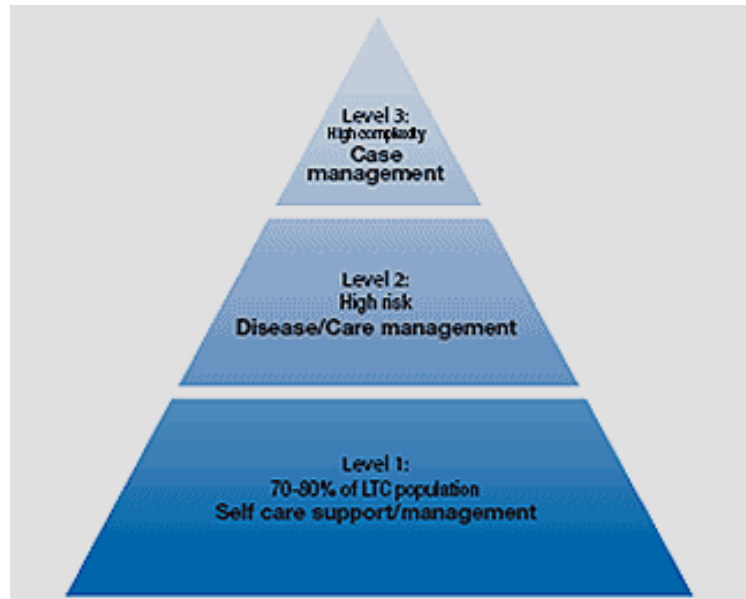 Level 3:
High complexity
Case
management
Level 2:
High risk
Disease/Care management
Level 1:
70-80% of LTC population
Self care support/management